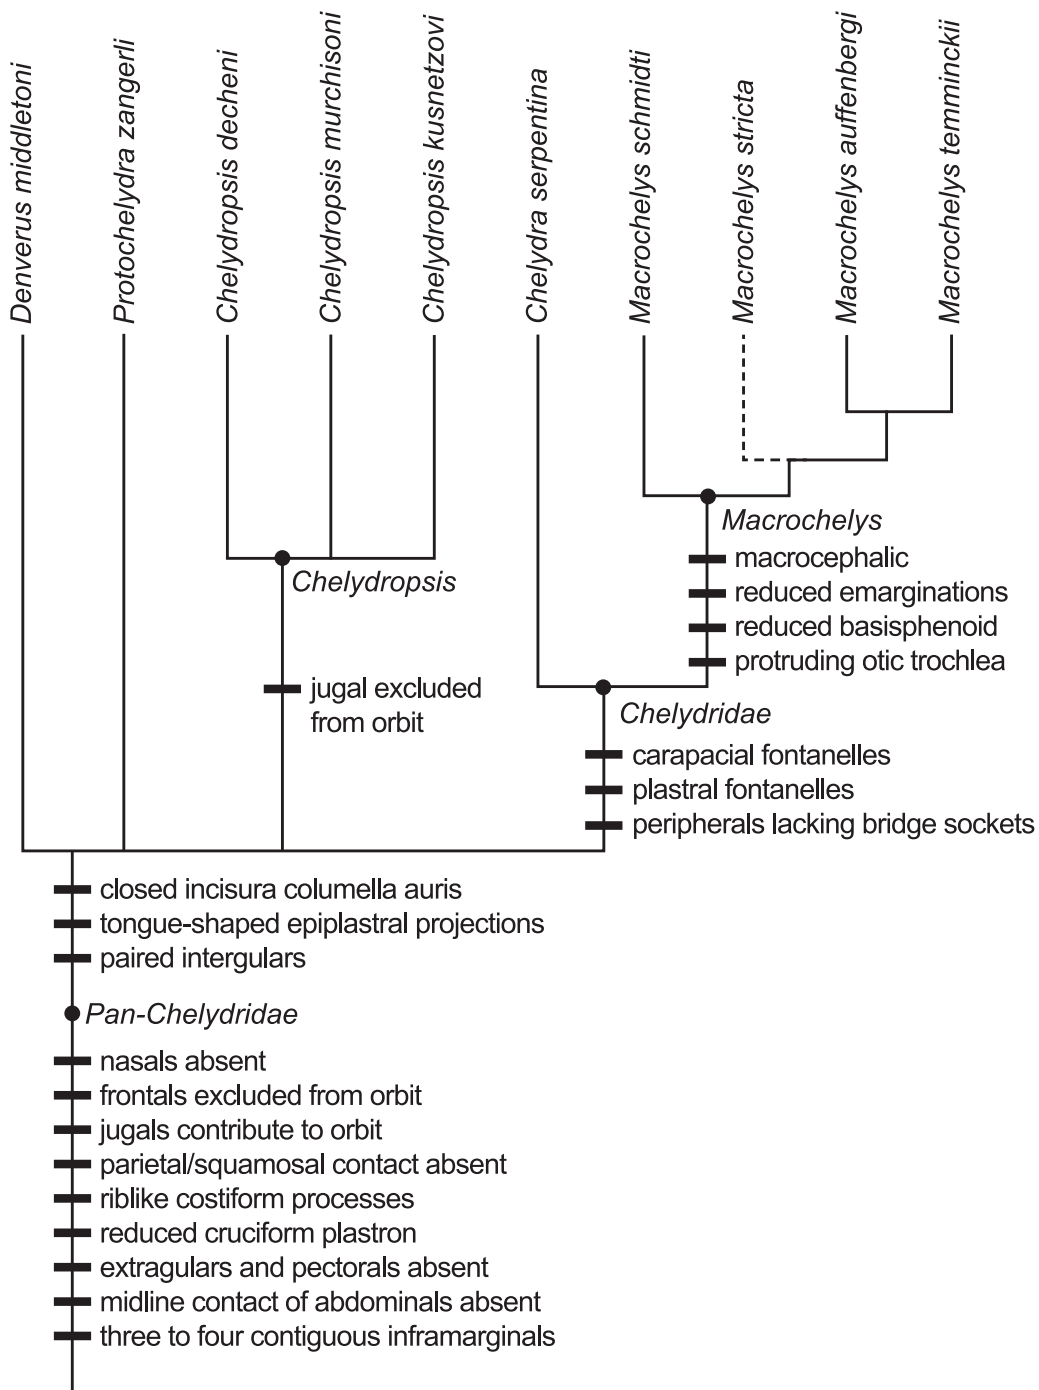 Denverus middletoni
Protochelydra zangerli
Chelydropsis decheni
Chelydropsis murchisoni
Chelydropsis kusnetzovi
Chelydra serpentina
Macrochelys schmidti
Macrochelys stricta
Macrochelys auffenbergi
Macrochelys temminckii
Macrochelys
macrocephalic
reduced emarginations
reduced basisphenoid
protruding otic trochlea
Chelydropsis
jugal excluded
from orbit
Chelydridae
carapacial fontanelles
plastral fontanelles
peripherals lacking bridge sockets
closed incisura columella auris
tongue-shaped epiplastral projections
paired intergulars
Pan-Chelydridae
nasals absent
frontals excluded from orbit
jugals contribute to orbit
parietal/squamosal contact absent
riblike costiform processes
reduced cruciform plastron
extragulars and pectorals absent
midline contact of abdominals absent
three to four contiguous inframarginals